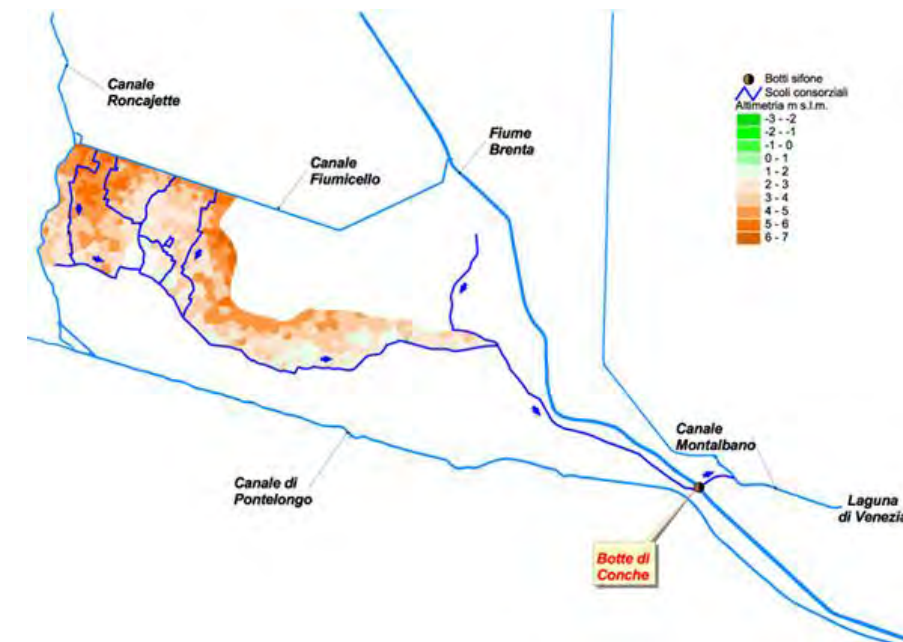 Canale
Roncajette
Canale
Fiumicello
Fiume
Brenta
Botti sifone
Scoli consorziali
Altimetria m s.l.m.
-3 - -2
-2 - -1
-1 - 0
0 - 1
1 - 2
2 - 3
3 - 4
4 - 5
5 - 6
6 - 7
Canale
Montalbano
Canale di
Pontelongo
Laguna
di Venezia
Botte di
Conche